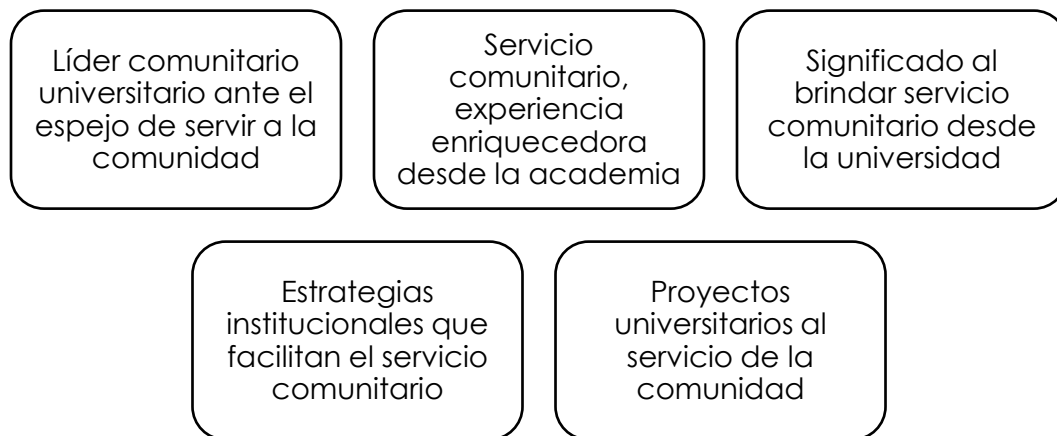 Líder comunitario
universitario ante el
espejo de servir a la
comunidad
Servicio
comunitario,
experiencia
enriquecedora
desde la academia
Significado al
brindar servicio
comunitario desde
la universidad
Estrategias
institucionales que
facilitan el servicio
comunitario
Proyectos
universitarios al
servicio de la
comunidad